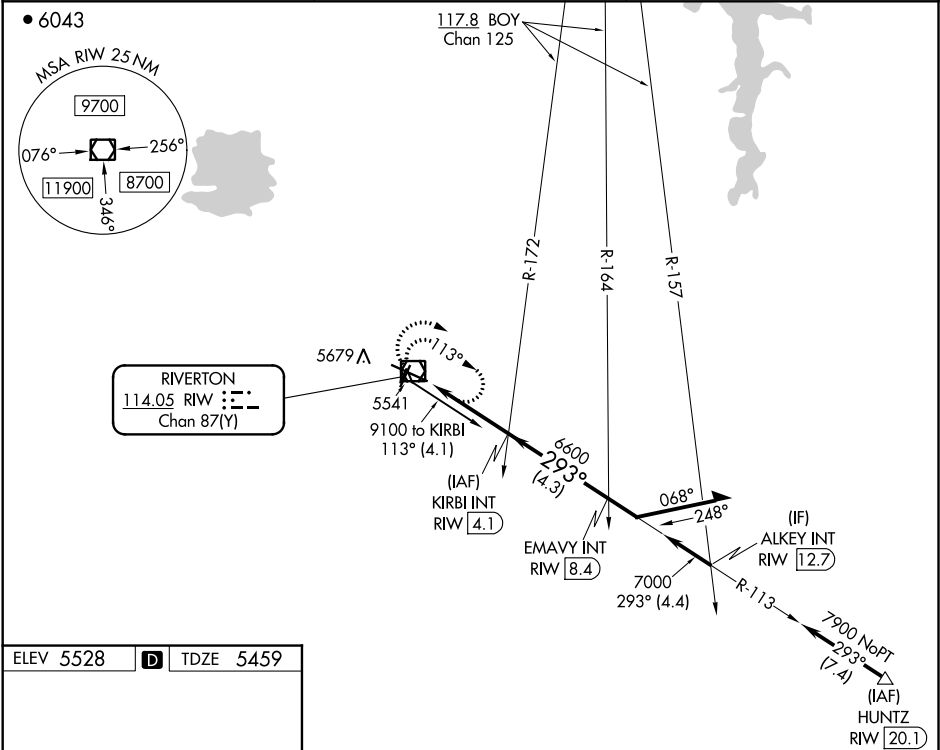 6043
MSA RIW 25 NM
9700
076°
256°
11900
8700
346°
117.8 BOY
Chan 125
R-172
R-164
R-157
RIVERTON
114.05 RIW
Chan 87(Y)
5679
113°
5541
9100 to KIRBI
113° (4.1)
(IAF)
KIRBI INT
RIW 4.1
6600
293°
(4.3)
EMAVY INT
RIW 8.4
068°
248°
(IF)
ALKEY INT
RIW 12.7
7000
293° (4.4)
R-113
7900 NoPT
293°
(7.4)
(IAF)
HUNTZ
RIW 20.1
ELEV 5528 D TDZE 5459